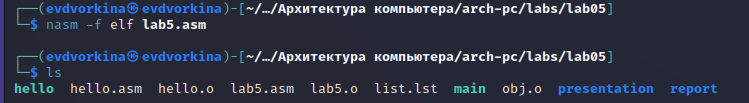 ┌──(evdvorkina㉿evdvorkina)-[~/…/Архитектура компьютера/arch-pc/labs/lab05]
└─$ nasm -f elf lab5.asm
┌──(evdvorkina㉿evdvorkina)-[~/…/Архитектура компьютера/arch-pc/labs/lab05]
└─$ ls
hello hello.asm hello.o lab5.asm lab5.o list.lst main obj.o presentation report